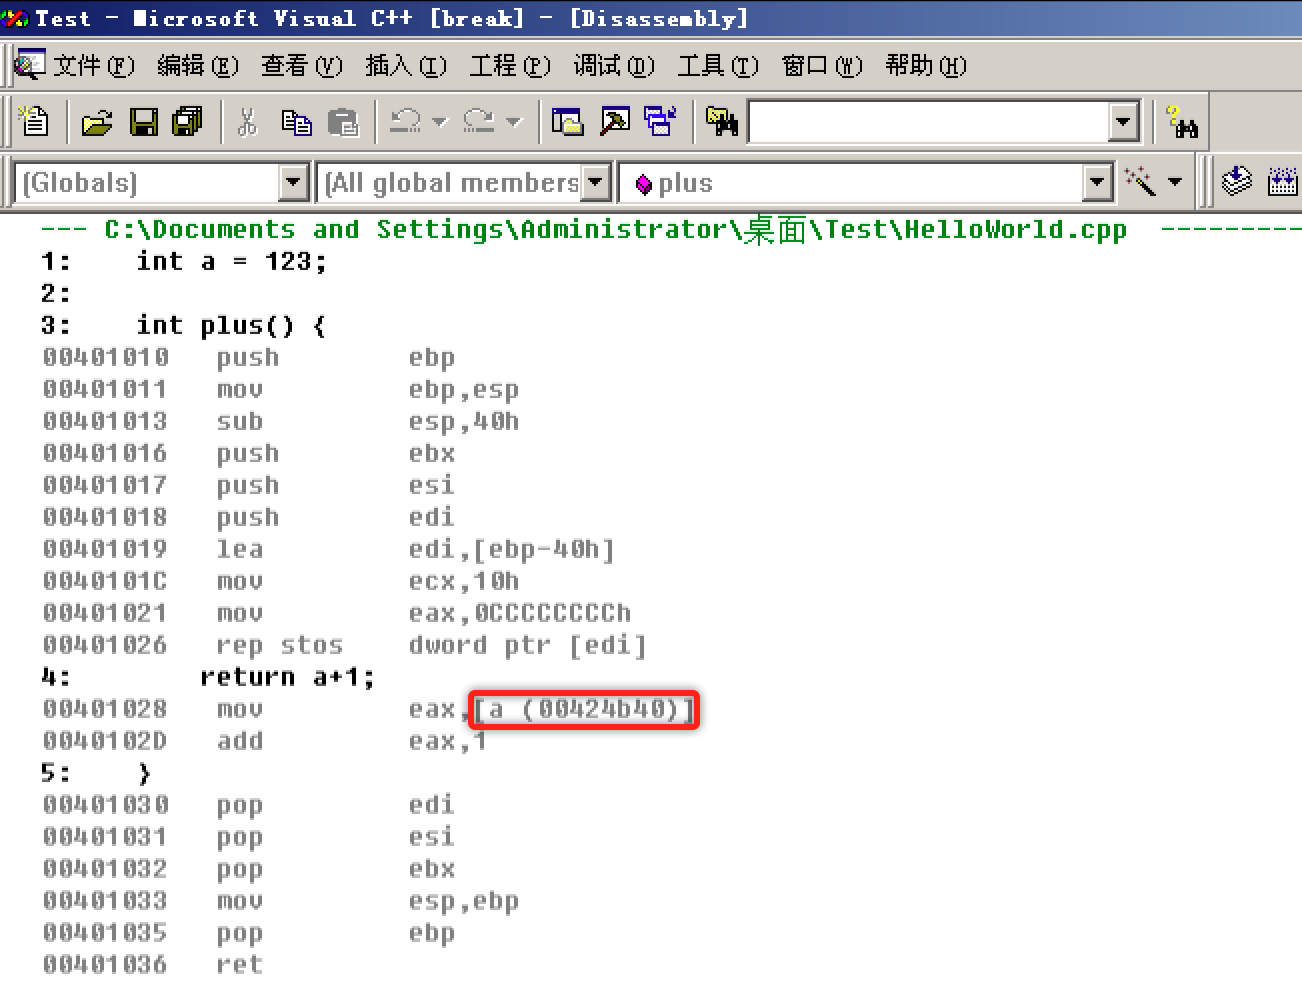 Test - Microsoft Visual C++ [break] - [Disassembly]
文件(F) 编辑(E) 查看(V) 插入(I) 工程(P) 调试(D) 工具(T) 窗口(W) 帮助(H)
(Globals) (All global members plus
--- C:\Documents and Settings\Administrator\桌面\Test\HelloWorld.cpp ---------
1: int a = 123;
2:
3: int plus() {
00401010 push ebp
00401011 mov ebp,esp
00401013 sub esp,40h
00401016 push ebx
00401017 push esi
00401018 push edi
00401019 lea edi,[ebp-40h]
0040101C mov ecx,10h
00401021 mov eax,0CCCCCCCCh
00401026 rep stos dword ptr [edi]
4: return a+1;
00401028 mov eax,[a (00424b40)]
0040102D add eax,1
5: }
00401030 pop edi
00401031 pop esi
00401032 pop ebx
00401033 mov esp,ebp
00401035 pop ebp
00401036 ret